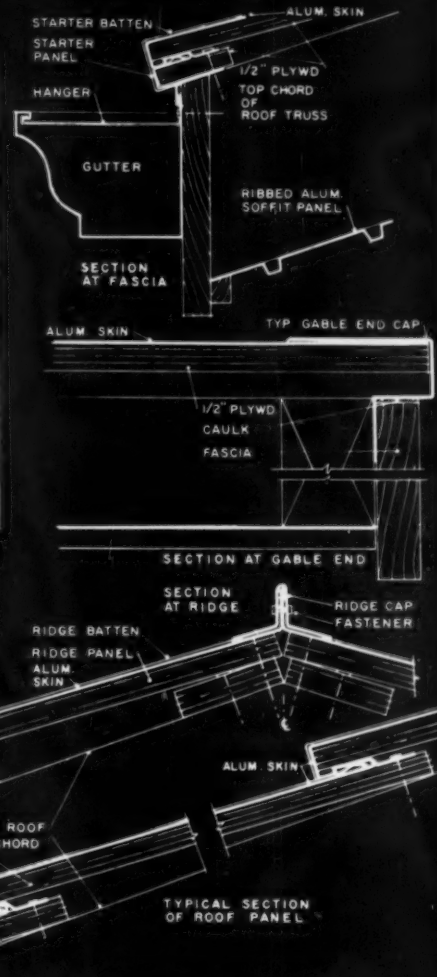 STARTER BATTEN
ALUM. SKIN
STARTER
PANEL
1/2" PLYWD
TOP CHORD
OF
ROOF TRUSS
HANGER
GUTTER
RIBBED ALUM.
SOFFIT PANEL
SECTION
AT FASCIA
ALUM. SKIN
TYP GABLE END CAP
1/2" PLYWD
CAULK
FASCIA
SECTION AT GABLE END
SECTION
AT RIDGE
RIDGE CAP
FASTENER
RIDGE BATTEN
RIDGE PANEL
ALUM.
SKIN
ALUM. SKIN
ROOF
CHORD
TYPICAL SECTION
OF ROOF PANEL